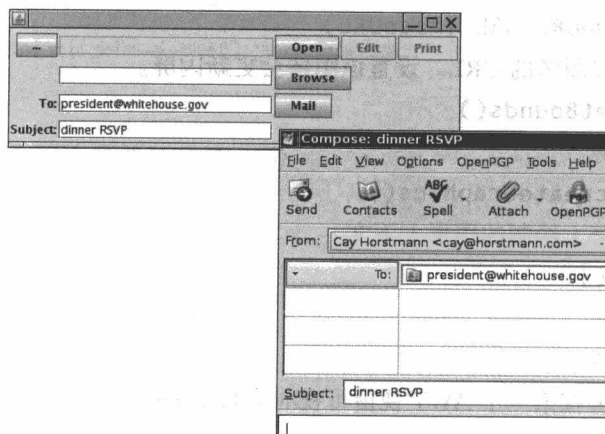 ...
Open Edit Print
Browse
To: president@whitehouse.gov Mail
Subject: dinner RSVP
Compose: dinner RSVP
File Edit View Options OpenPGP Tools Help
Send Contacts Spell Attach OpenPGP
From: Cay Horstmann <cay@horstmann.com>
To: president@whitehouse.gov
Subject: dinner RSVP